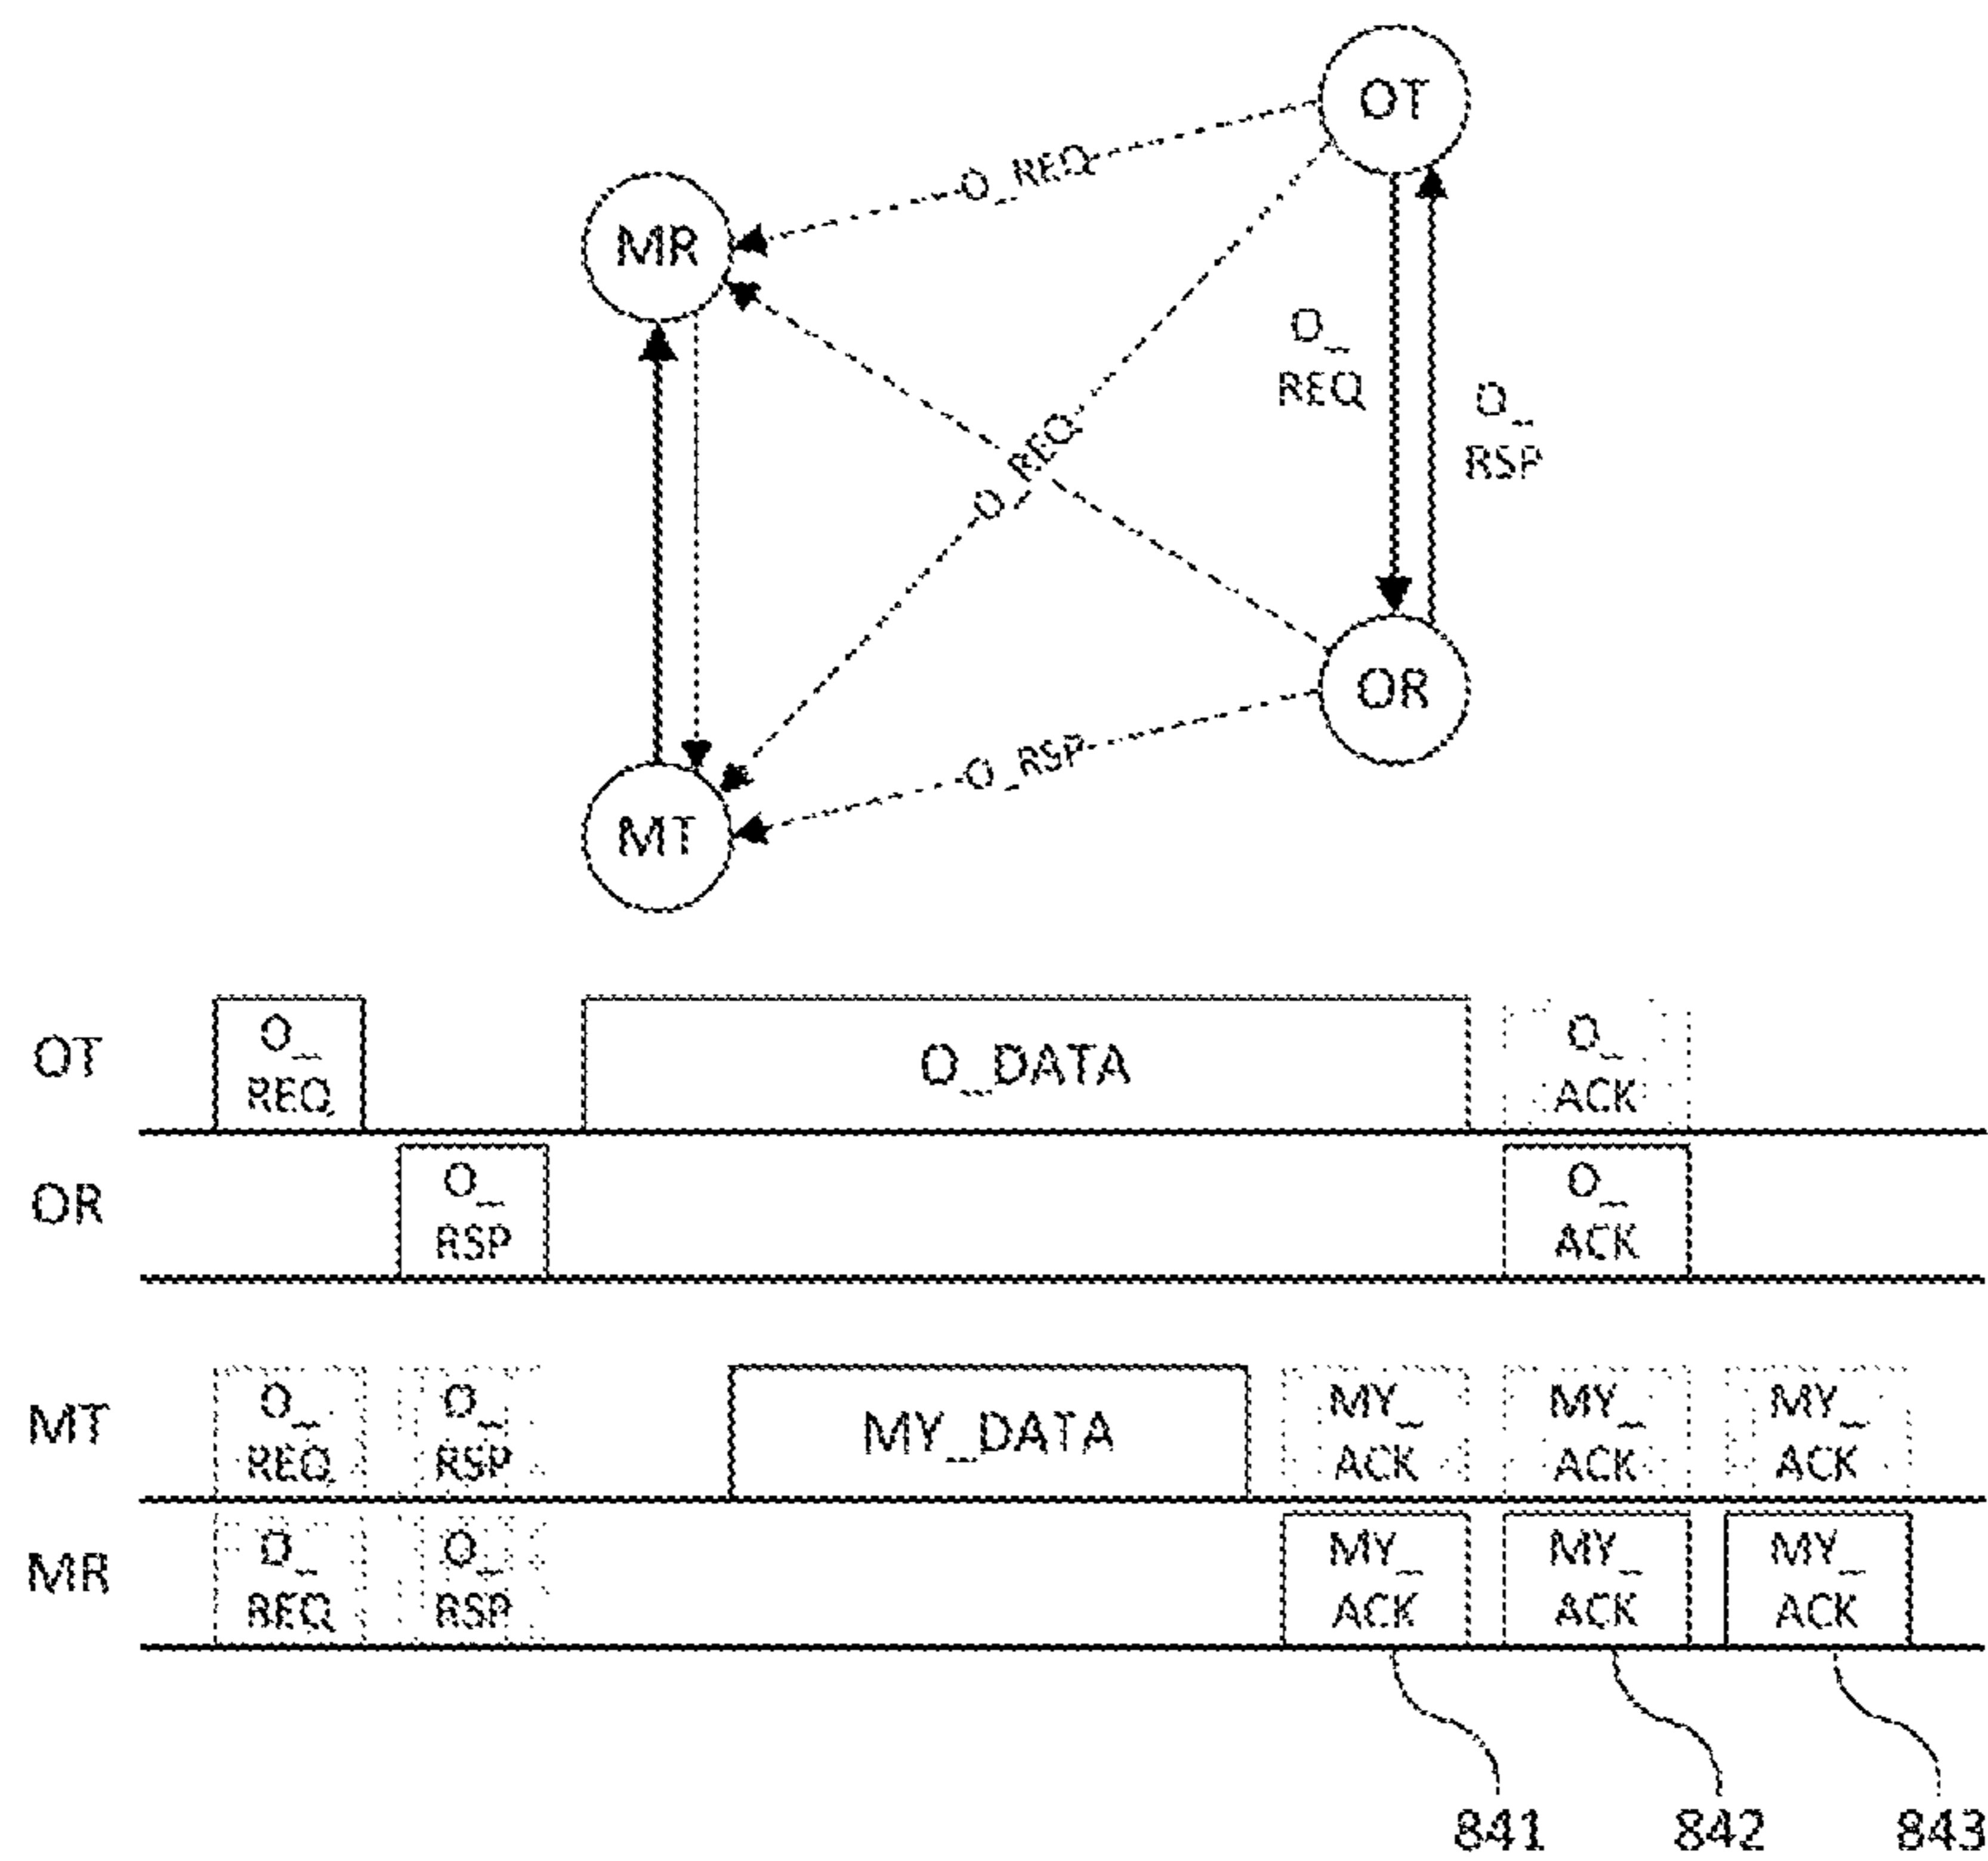 OT
O_REQ
MR
O_
REQ
O_
RSP
O_REQ
OR
O_RSP
MT
OT
O_
REQ
O_DATA
O_
ACK
OR
O_
RSP
O_
ACK
MT
O_
REQ
O_
RSP
MY_DATA
MY_
ACK
MY_
ACK
MY_
ACK
MR
O_
REQ
O_
RSP
MY_
ACK
MY_
ACK
MY_
ACK
841
842
843